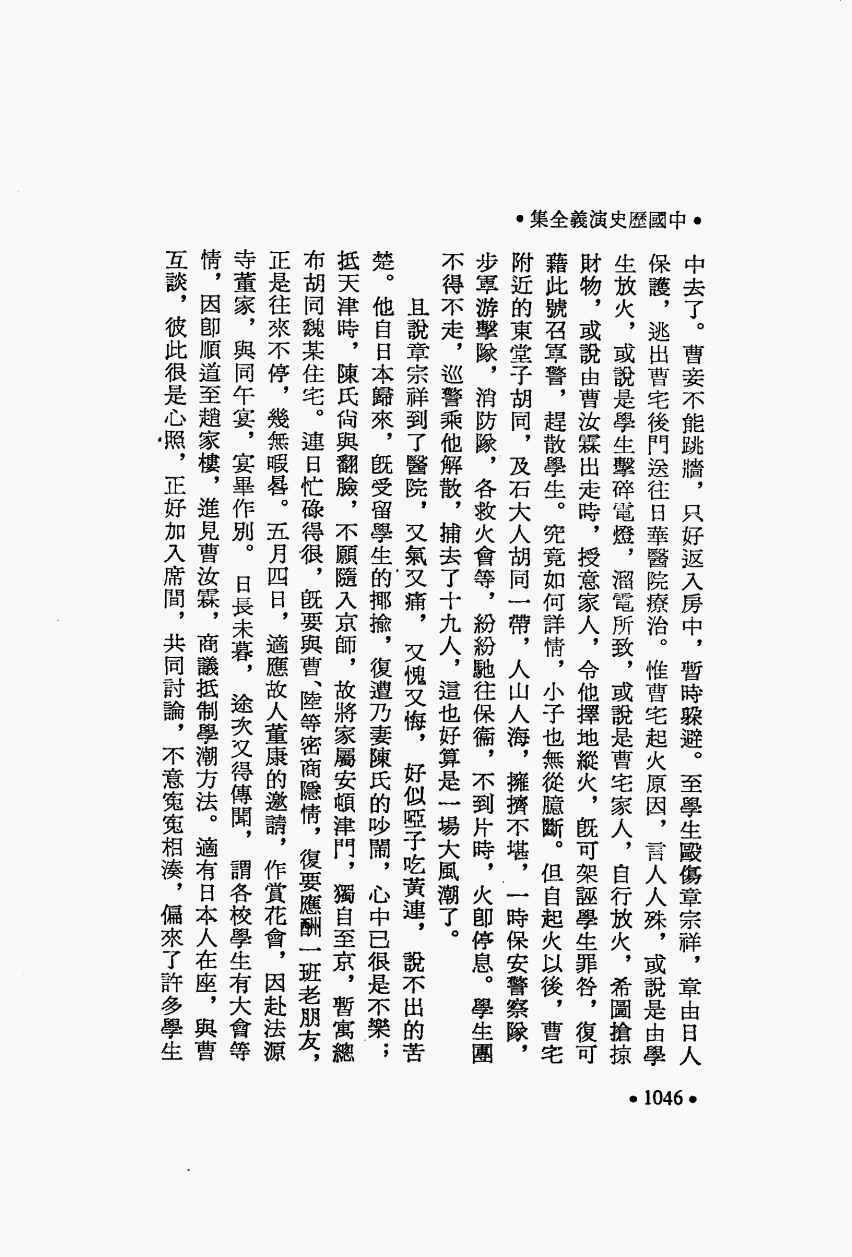 •中國歷史演義全集•
中去了。曹妾不能跳牆，只好返入房中，暫時躱避。至學生毆傷章宗祥，章由日人
保護，逃出曹宅後門送往日華醫院療治。惟曹宅起火原因，言人人殊，或說是由學
生放火，或說是學生擊碎電燈，溜電所致，或說是曹宅家人，自行放火，希圖搶掠
財物，或說由曹汝霖出走時，授意家人，令他擇地縱火，旣可架誣學生罪咎，復可
藉此號召軍警，趕散學生。究竟如何詳情，小子也無從臆斷。但自起火以後，曹宅
附近的東堂子胡同，及石大人胡同一帶，人山人海，擁擠不堪，一時保安警察隊，
步軍游擊隊，消防隊，各救火會等，紛紛馳往保衞，不到片時，火卽停息。學生團
不得不走，巡警乘他解散，捕去了十九人，這也好算是一場大風潮了。
且說章宗祥到了醫院，又氣又痛，又愧又悔，好似啞子吃黃連，說不出的苦
楚。他自日本歸來，旣受留學生的揶揄，復遭乃妻陳氏的吵鬧，心中已很是不樂；
抵天津時，陳氏尙與翻臉，不願隨入京師，故將家屬安頓津門，獨自至京，暫寓總
布胡同魏某住宅。連日忙碌得很，旣要與曹、陸等密商隱情，復要應酬一班老朋友，
正是往來不停，幾無暇晷。五月四日，適應故人董康的邀請，作賞花會，因赴法源
寺董家，與同午宴，宴畢作別。日長未暮，途次又得傳聞，謂各校學生有大會等
情，因卽順道至趙家樓，進見曹汝霖，商議抵制學潮方法。適有日本人在座，與曹
互談，彼此很是心照，正好加入席間，共同討論，不意寃寃相湊，偏來了許多學生
•1046•